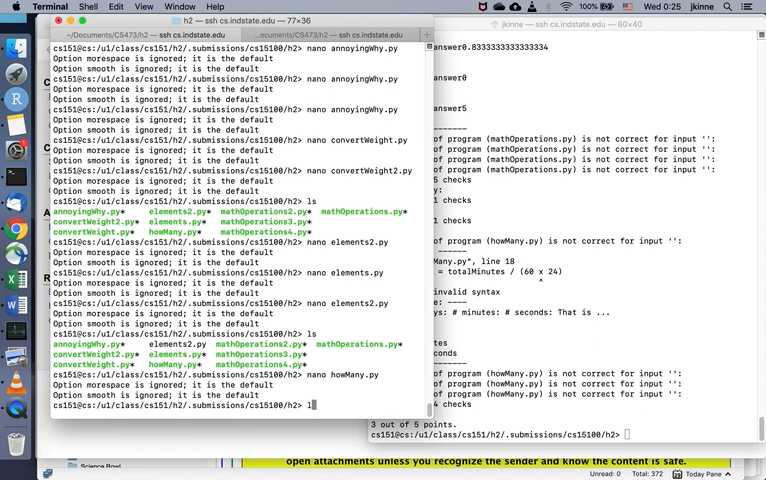 Terminal Shell Edit View Window Help
100% Wed 0:25 jkinne
h2 — ssh cs.indstate.edu — 77×36
~/Documents/CS473/h2 — ssh cs.indstate.edu
...ocuments/CS473/h2 — ssh cs.indstate.edu
cs151@cs:/u1/class/cs151/h2/.submissions/cs15100/h2> nano annoyingWhy.py
Option morespace is ignored; it is the default
Option smooth is ignored; it is the default
cs151@cs:/u1/class/cs151/h2/.submissions/cs15100/h2> nano annoyingWhy.py
Option morespace is ignored; it is the default
Option smooth is ignored; it is the default
cs151@cs:/u1/class/cs151/h2/.submissions/cs15100/h2> nano annoyingWhy.py
Option morespace is ignored; it is the default
Option smooth is ignored; it is the default
cs151@cs:/u1/class/cs151/h2/.submissions/cs15100/h2> nano convertWeight.py
Option morespace is ignored; it is the default
Option smooth is ignored; it is the default
cs151@cs:/u1/class/cs151/h2/.submissions/cs15100/h2> nano convertWeight2.py
Option morespace is ignored; it is the default
Option smooth is ignored; it is the default
cs151@cs:/u1/class/cs151/h2/.submissions/cs15100/h2> ls
annoyingWhy.py* elements2.py* mathOperations2.py* mathOperations.py*
convertWeight2.py* elements.py* mathOperations3.py*
convertWeight.py* howMany.py* mathOperations4.py*
cs151@cs:/u1/class/cs151/h2/.submissions/cs15100/h2> nano elements2.py
Option morespace is ignored; it is the default
Option smooth is ignored; it is the default
cs151@cs:/u1/class/cs151/h2/.submissions/cs15100/h2> nano elements.py
Option morespace is ignored; it is the default
Option smooth is ignored; it is the default
cs151@cs:/u1/class/cs151/h2/.submissions/cs15100/h2> nano elements2.py
Option morespace is ignored; it is the default
Option smooth is ignored; it is the default
cs151@cs:/u1/class/cs151/h2/.submissions/cs15100/h2> ls
annoyingWhy.py* elements2.py mathOperations2.py* mathOperations.py*
convertWeight2.py* elements.py* mathOperations3.py*
convertWeight.py* howMany.py* mathOperations4.py*
cs151@cs:/u1/class/cs151/h2/.submissions/cs15100/h2> nano howMany.py
Option morespace is ignored; it is the default
Option smooth is ignored; it is the default
cs151@cs:/u1/class/cs151/h2/.submissions/cs15100/h2> l
jkinne — ssh cs.indstate.edu — 80×40
answer0.8333333333333334
answer0
answer5
-------
of program (mathOperations.py) is not correct for input '':
of program (mathOperations.py) is not correct for input '':
of program (mathOperations.py) is not correct for input '':
of program (mathOperations.py) is not correct for input '':
5 checks
y:
1 checks
1 checks
of program (howMany.py) is not correct for input '':
------
Many.py", line 18
= totalMinutes / (60 x 24)
^
invalid syntax
e: ----
ys: # minutes: # seconds: That is ...
utes
conds
of program (howMany.py) is not correct for input '':
of program (howMany.py) is not correct for input '':
of program (howMany.py) is not correct for input '':
4 checks
3 out of 5 points.
cs151@cs:/u1/class/cs151/h2/.submissions/cs15100/h2>
Science Bowl
open attachments unless you recognize the sender and know the content is safe.
Unread: 0 Total: 372 Today Pane